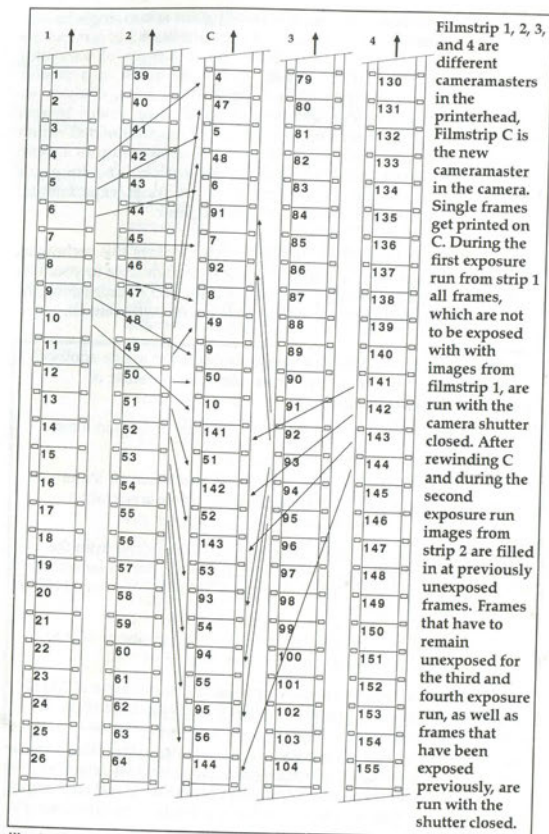 1
2
C
3
4
1
2
3
4
5
6
7
8
9
10
11
12
13
14
15
16
17
18
19
20
21
22
23
24
25
26
39
40
41
42
43
44
45
46
47
48
49
50
51
52
53
54
55
56
57
58
59
60
61
62
63
64
4
47
5
48
6
91
7
92
8
49
9
50
10
141
51
142
52
143
53
93
54
94
55
95
56
144
79
80
81
82
83
84
85
86
87
88
89
90
91
92
93
94
95
96
97
98
99
100
101
102
103
104
130
131
132
133
134
135
136
137
138
139
140
141
142
143
144
145
146
147
148
149
150
151
152
153
154
155
Filmstrip 1, 2, 3,
and 4 are
different
cameramasters
in the
printerhead,
Filmstrip C is
the new
cameramaster
in the camera.
Single frames
get printed on
C. During the
first exposure
run from strip 1
all frames,
which are not
to be exposed
with with
images from
filmstrip 1, are
run with the
camera shutter
closed. After
rewinding C
and during the
second
exposure run
images from
strip 2 are filled
in at previously
unexposed
frames. Frames
that have to
remain
unexposed for
the third and
fourth exposure
run, as well as
frames that
have been
exposed
previously, are
run with the
shutter closed.